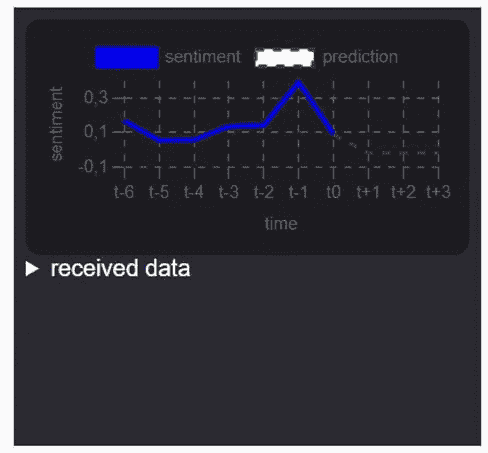 sentiment prediction
sentiment
0,3
0,1
-0,1
t-6 t-5 t-4 t-3 t-2 t-1 t0 t+1 t+2 t+3
time
received data